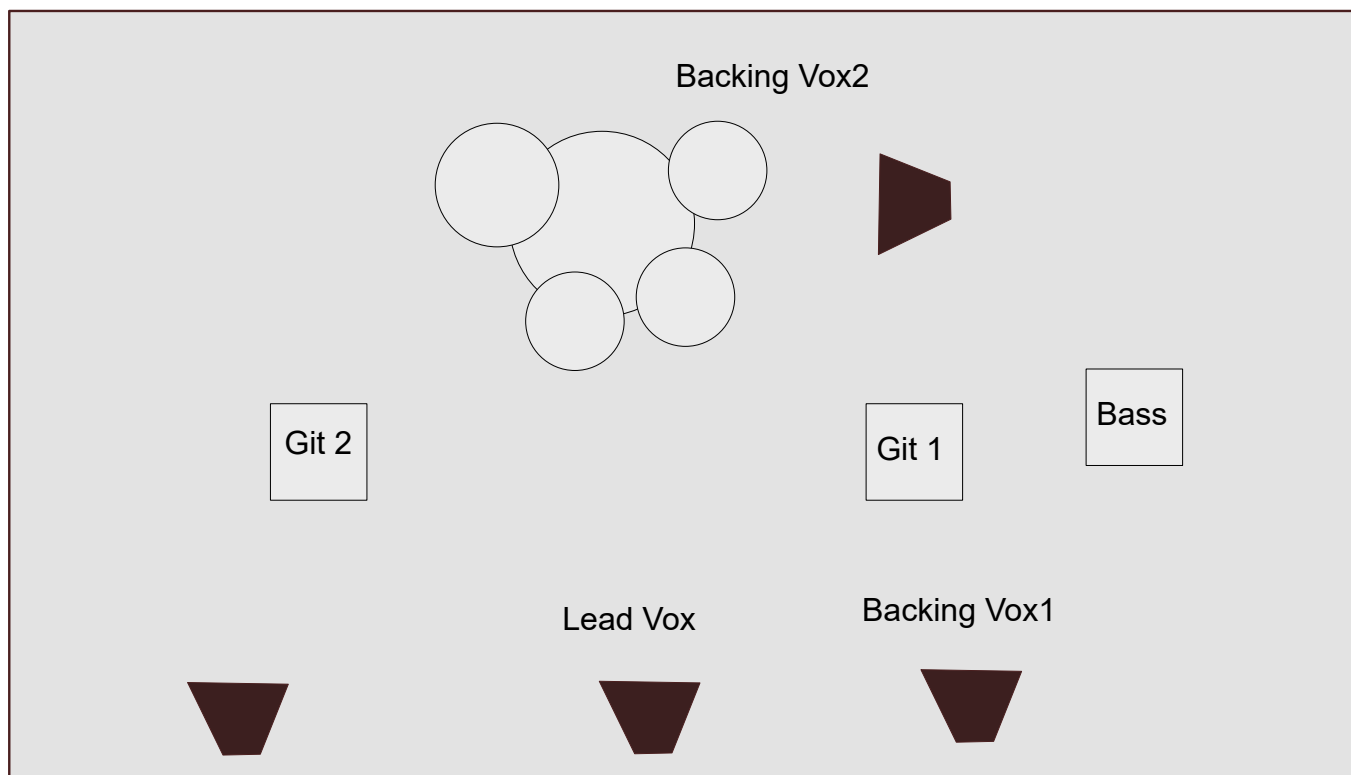 Backing Vox2
Git 2
Git 1
Bass
Lead Vox
Backing Vox1